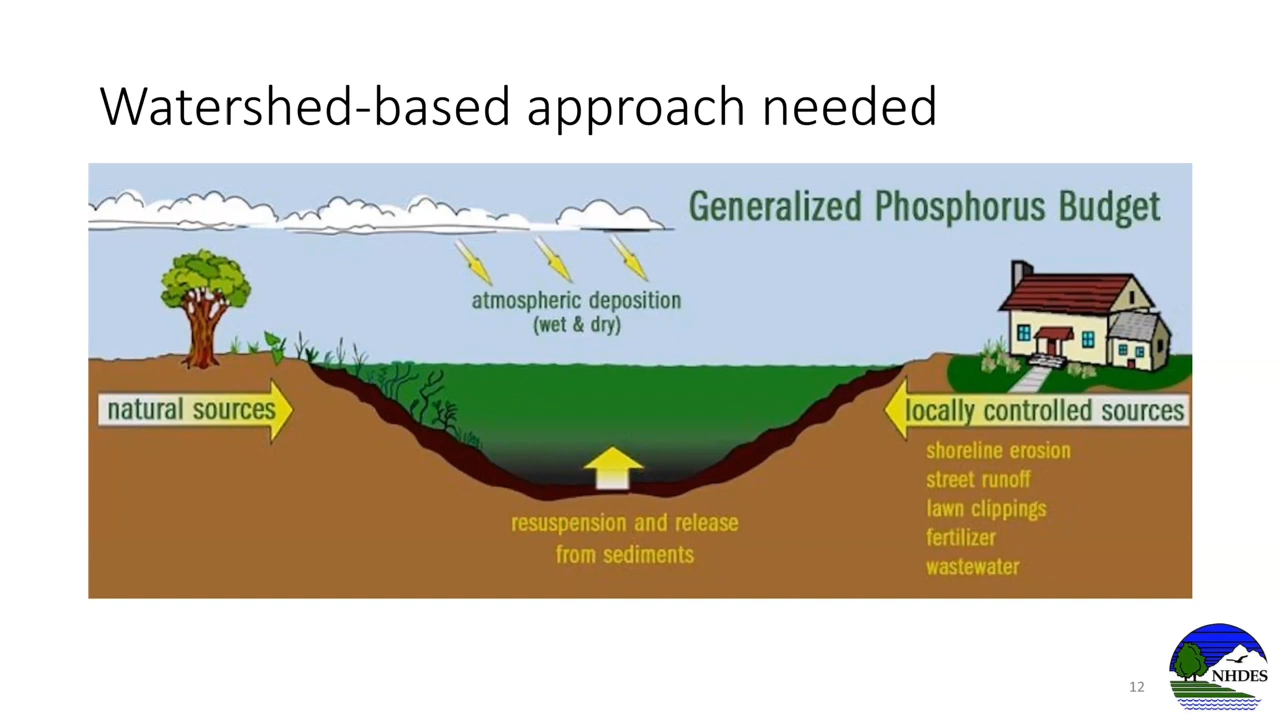 Watershed-based approach needed
Generalized Phosphorus Budget
atmospheric deposition
(wet & dry)
natural sources
locally controlled sources
shoreline erosion
street runoff
lawn clippings
fertilizer
wastewater
resuspension and release
from sediments
12
NHDES